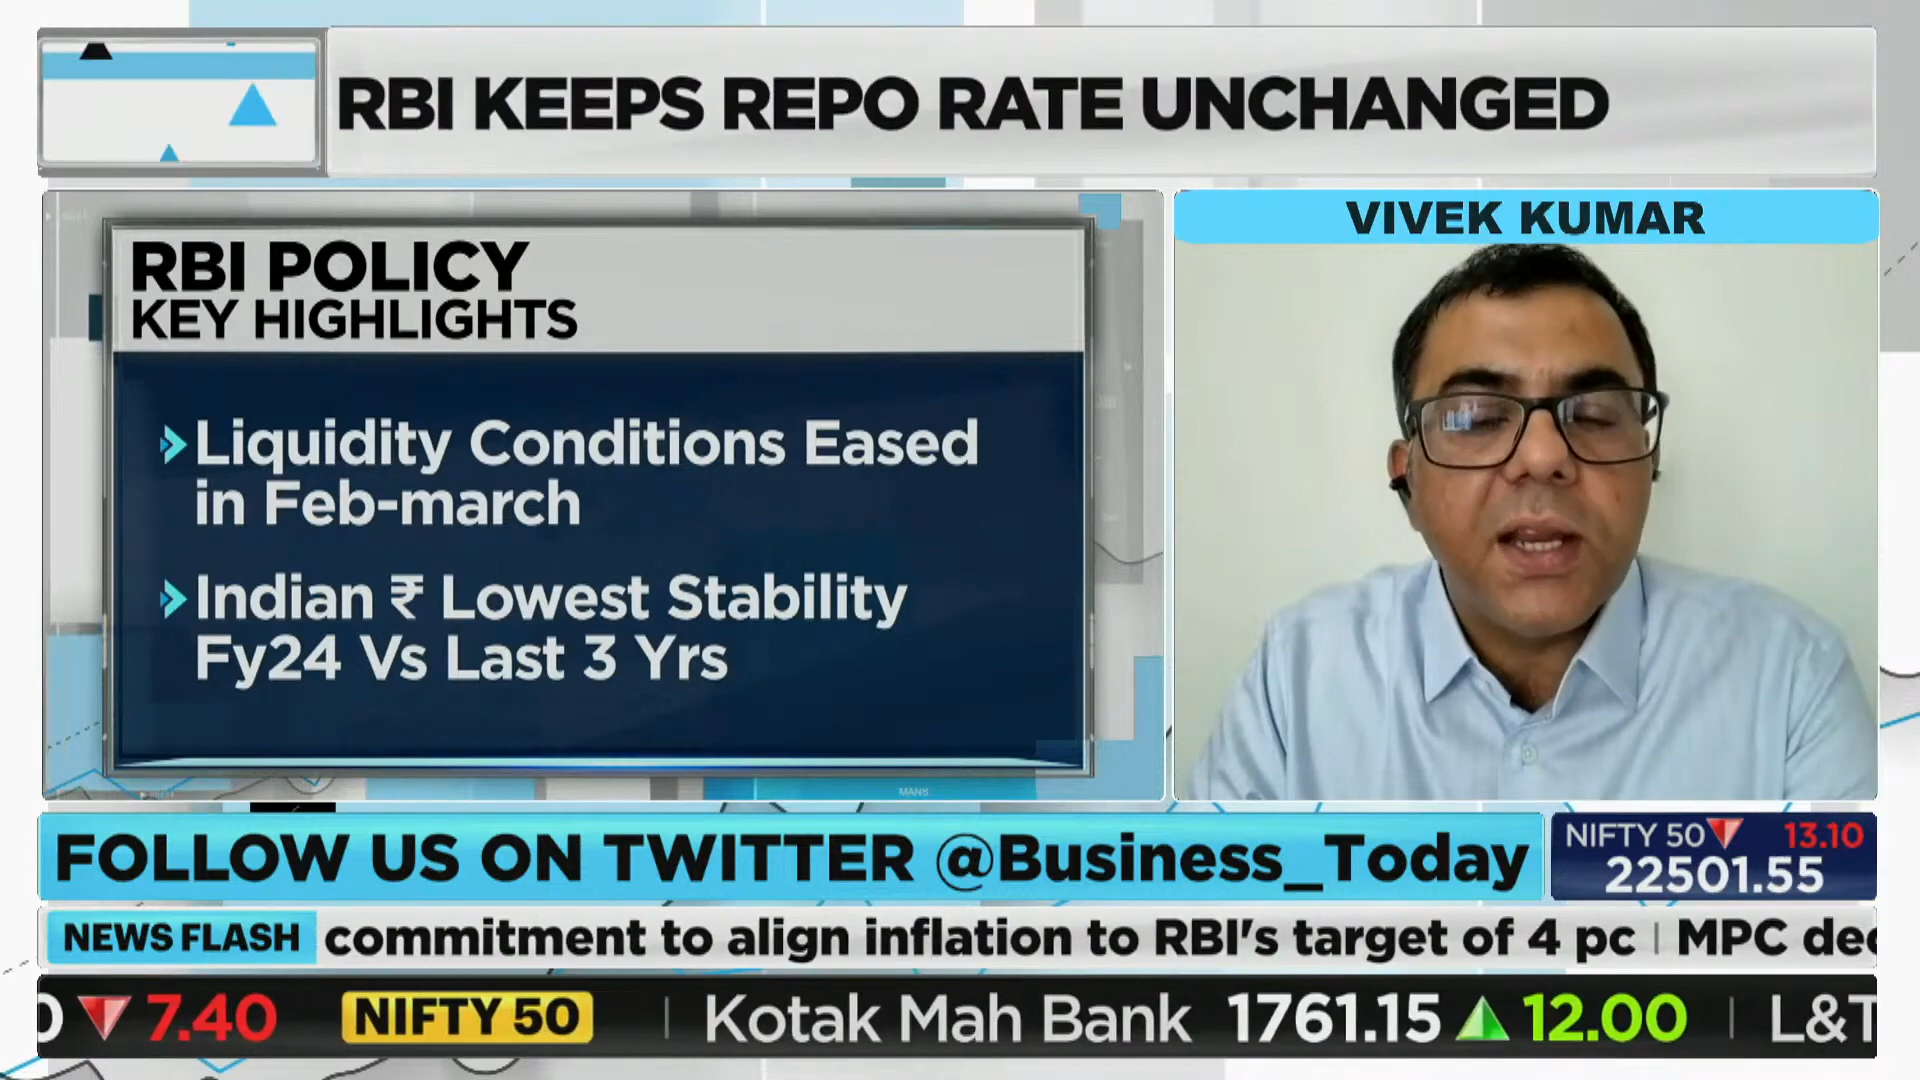 RBI KEEPS REPO RATE UNCHANGED
RBI POLICY
KEY HIGHLIGHTS
Liquidity Conditions Eased
in Feb-march
Indian ₹ Lowest Stability
Fy24 Vs Last 3 Yrs
VIVEK KUMAR
FOLLOW US ON TWITTER @Business_Today
NIFTY 50 13.10
22501.55
NEWS FLASH commitment to align inflation to RBI's target of 4 pc | MPC
7.40 NIFTY 50 | Kotak Mah Bank 1761.15 12.00 | L&T
MANS